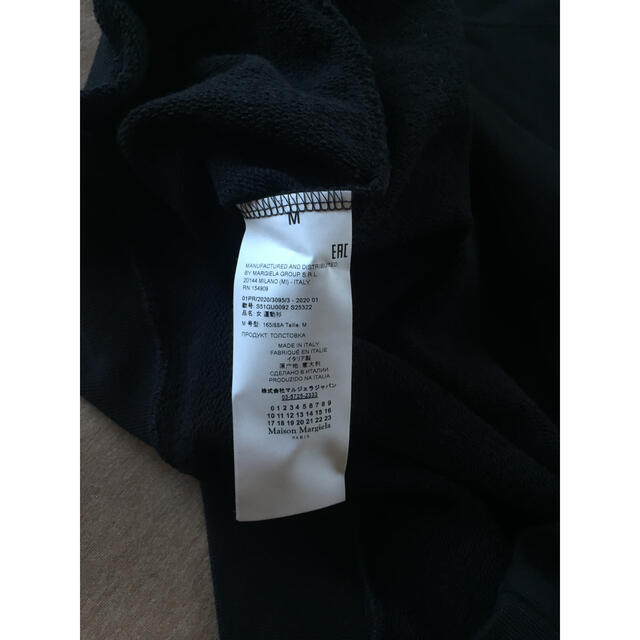 M
EAC
MANUFACTURED AND DISTRIBUTED
BY MARGIELA GROUP S.R.L.
20144 MILANO (MI) - ITALY
RN 154909
01PR/2020/3095/3 - 2020 01
款号: S51GU0092 S25322
品名: 女 運動衫
M 号型: 165/88A Taille: M
ПРОДУКТ: ТОЛСТОВКА
MADE IN ITALY
FABRIQUÉ EN ITALIE
イタリア製
原产地: 意大利
СДЕЛАНО В ИТАЛИИ
PRODUZIDO NA ITALIA
株式会社マルジェラジャパン
03-5725-2333
0 1 2 3 4 5 6 7 8 9
10 11 12 13 14 15 16
17 18 19 20 21 22 23
Maison Margiela
PARIS